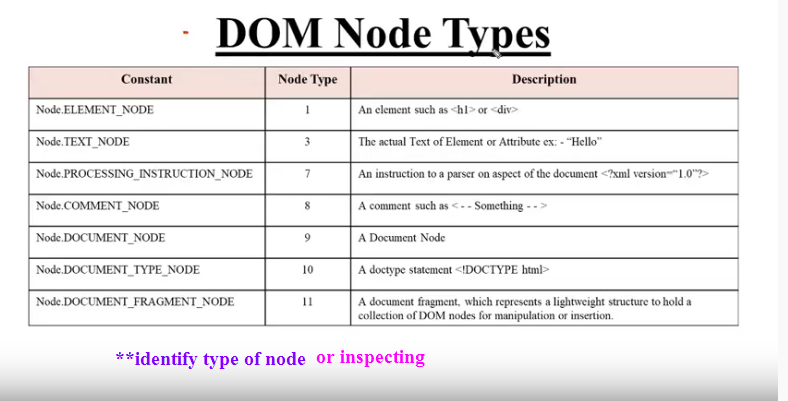 DOM Node Types
Constant Node Type Description
Node.ELEMENT_NODE 1 An element such as <h1> or <div>
Node.TEXT_NODE 3 The actual Text of Element or Attribute ex: - “Hello”
Node.PROCESSING_INSTRUCTION_NODE 7 An instruction to a parser on aspect of the document <?xml version=“1.0”?>
Node.COMMENT_NODE 8 A comment such as <- - Something - - >
Node.DOCUMENT_NODE 9 A Document Node
Node.DOCUMENT_TYPE_NODE 10 A doctype statement <!DOCTYPE html>
Node.DOCUMENT_FRAGMENT_NODE 11 A document fragment, which represents a lightweight structure to hold a
collection of DOM nodes for manipulation or insertion.
**identify type of node or inspecting